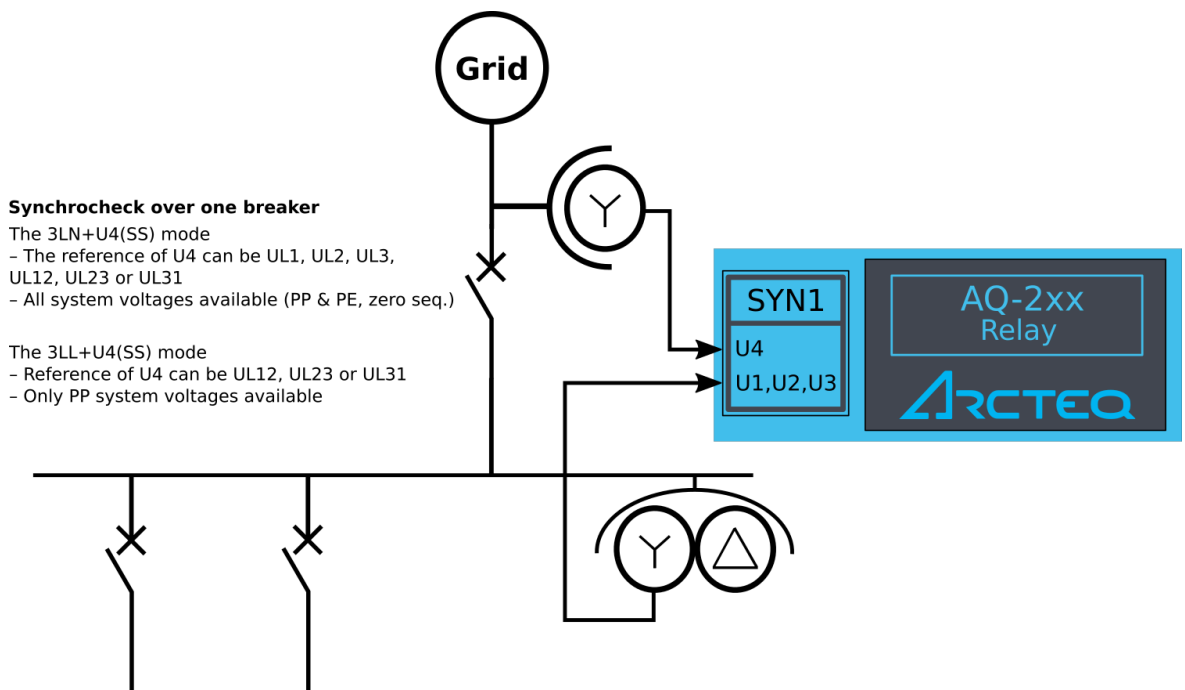 Grid
Synchrocheck over one breaker
The 3LN+U4(SS) mode
– The reference of U4 can be UL1, UL2, UL3,
UL12, UL23 or UL31
– All system voltages available (PP & PE, zero seq.)
The 3LL+U4(SS) mode
– Reference of U4 can be UL12, UL23 or UL31
– Only PP system voltages available
SYN1
U4
U1,U2,U3
AQ-2xx
Relay
ARCTEQ